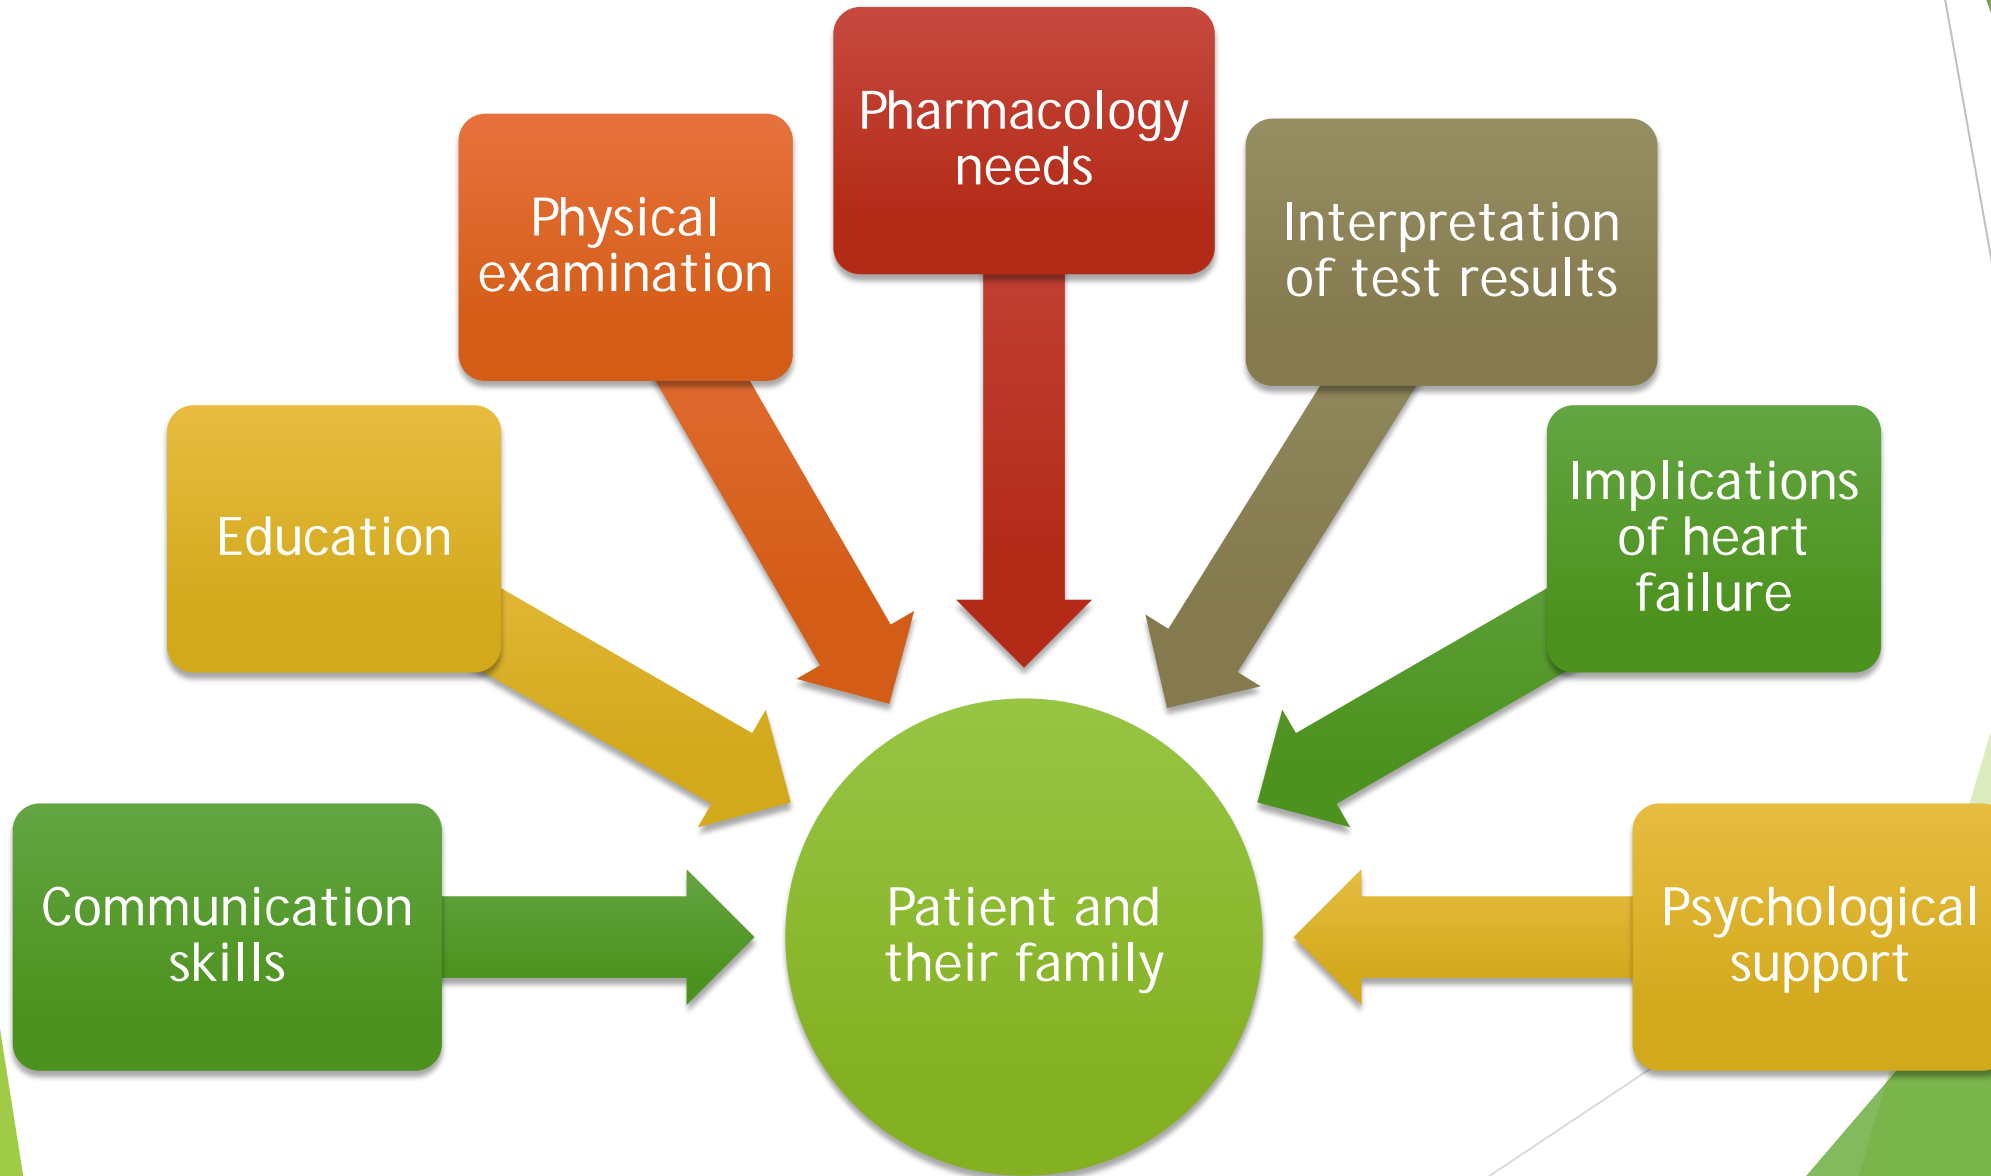 Pharmacology
needs
Physical
examination
Interpretation
of test results
Education
Implications
of heart
failure
Communication
skills
Patient and
their family
Psychological
support